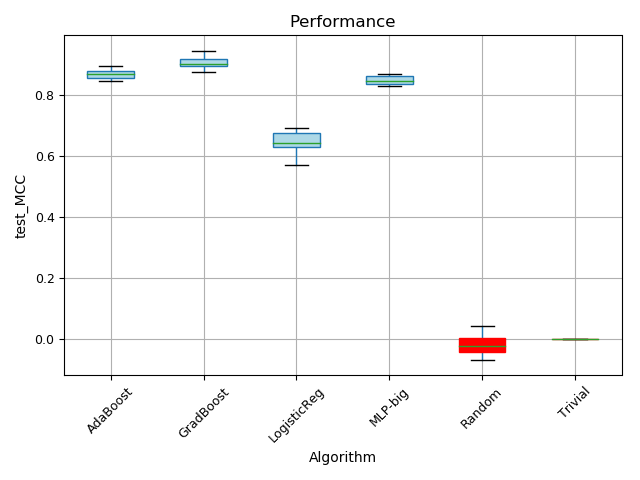 Performance
test_MCC
0.8
0.6
0.4
0.2
0.0
AdaBoost
GradBoost
LogisticReg
MLP-big
Random
Trivial
Algorithm